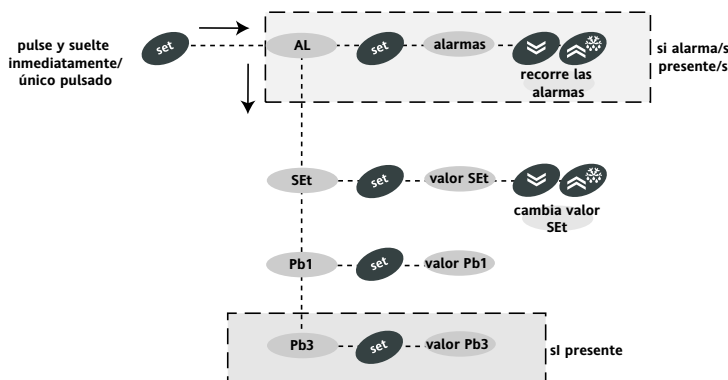 pulse y suelte
inmediatamente/
único pulsado
set
AL
set
alarmas
recorre las
alarmas
si alarma/s
presente/s
SEt
set
valor SEt
cambia valor
SEt
Pb1
set
valor Pb1
Pb3
set
valor Pb3
sI presente